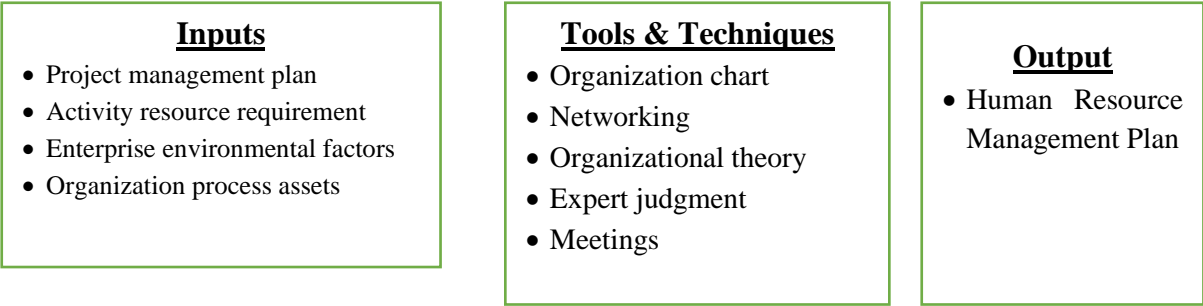 Inputs
• Project management plan
• Activity resource requirement
• Enterprise environmental factors
• Organization process assets
Tools & Techniques
• Organization chart
• Networking
• Organizational theory
• Expert judgment
• Meetings
Output
• Human Resource
Management Plan